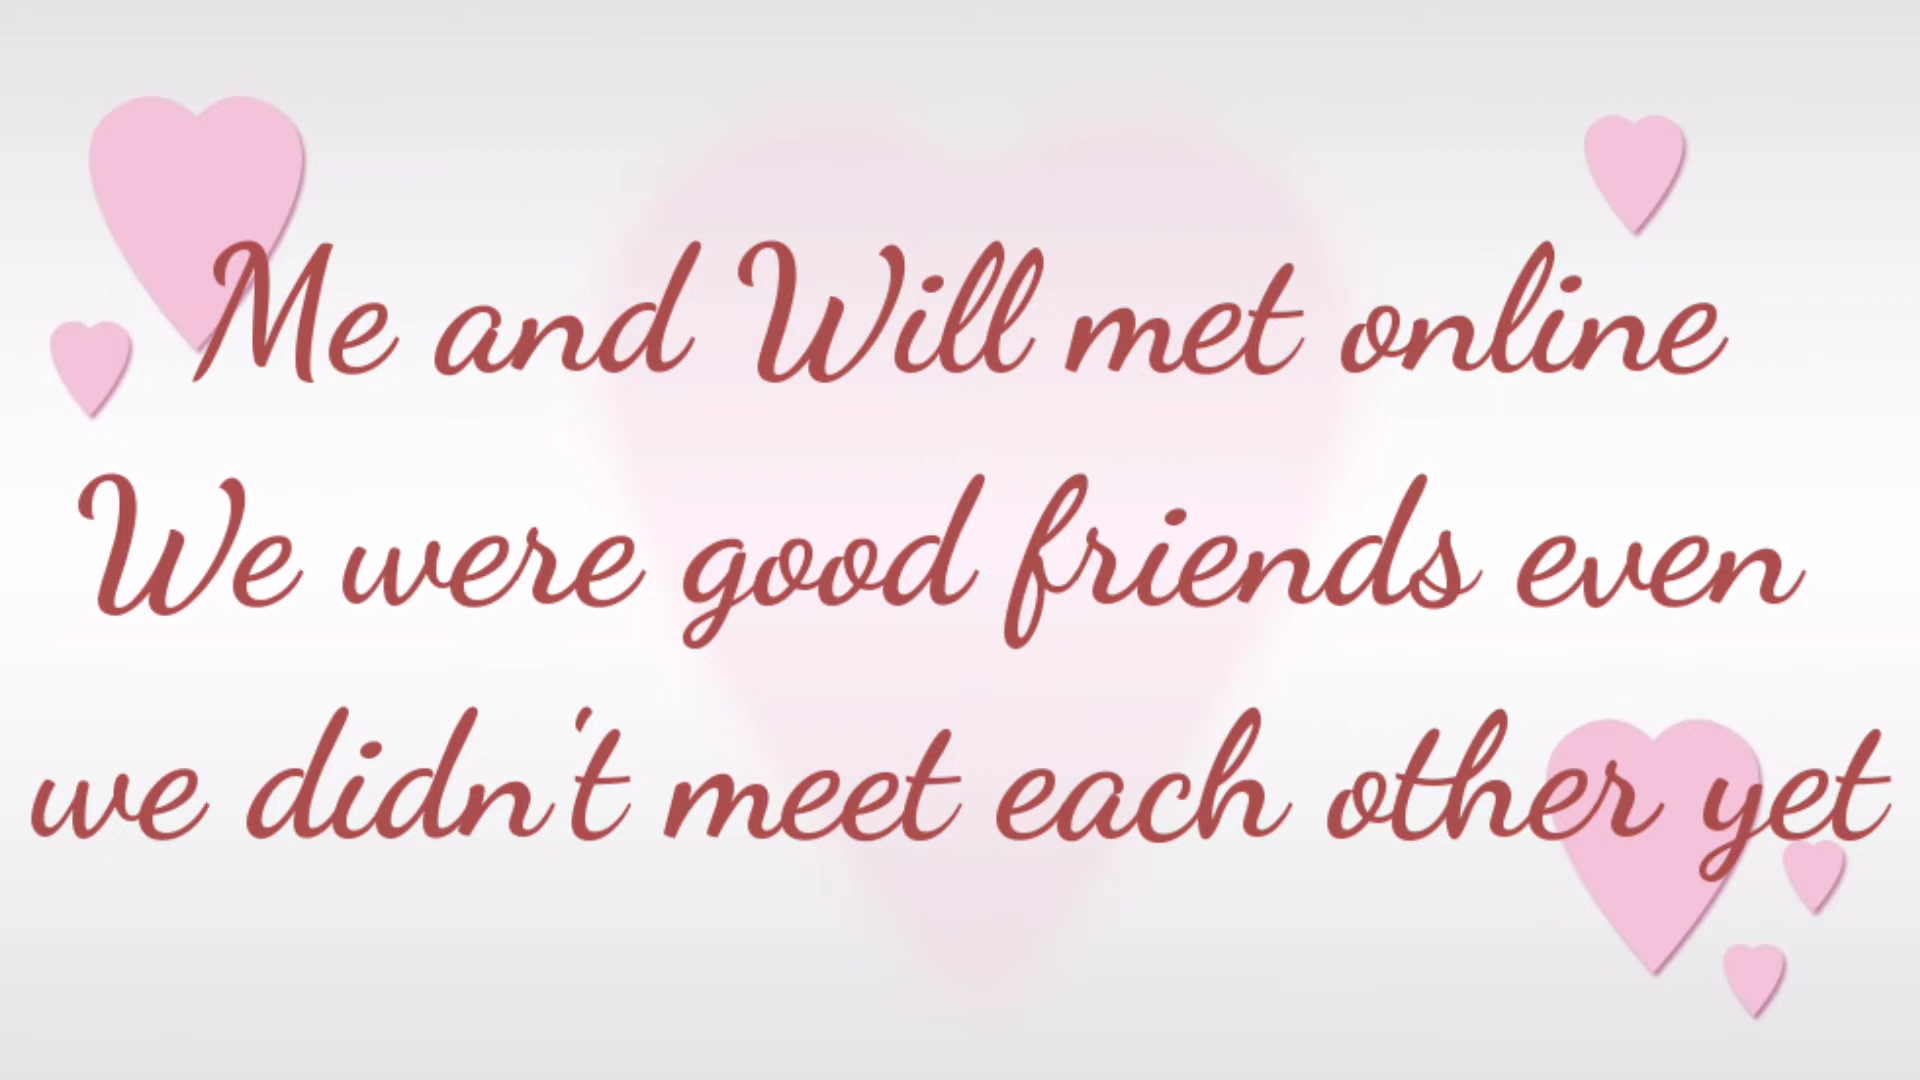 Me and Will met online
We were good friends even
we didn't meet each other yet